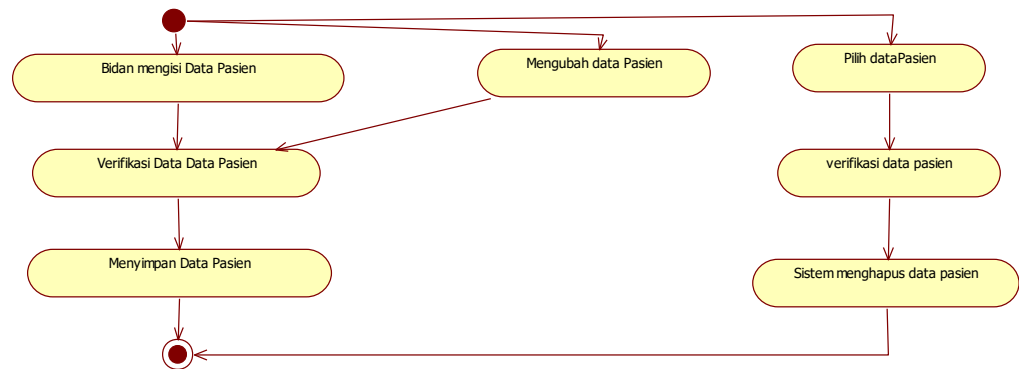 Bidan mengisi Data Pasien
Mengubah data Pasien
Pilih dataPasien
Verifikasi Data Data Pasien
verifikasi data pasien
Menyimpan Data Pasien
Sistem menghapus data pasien